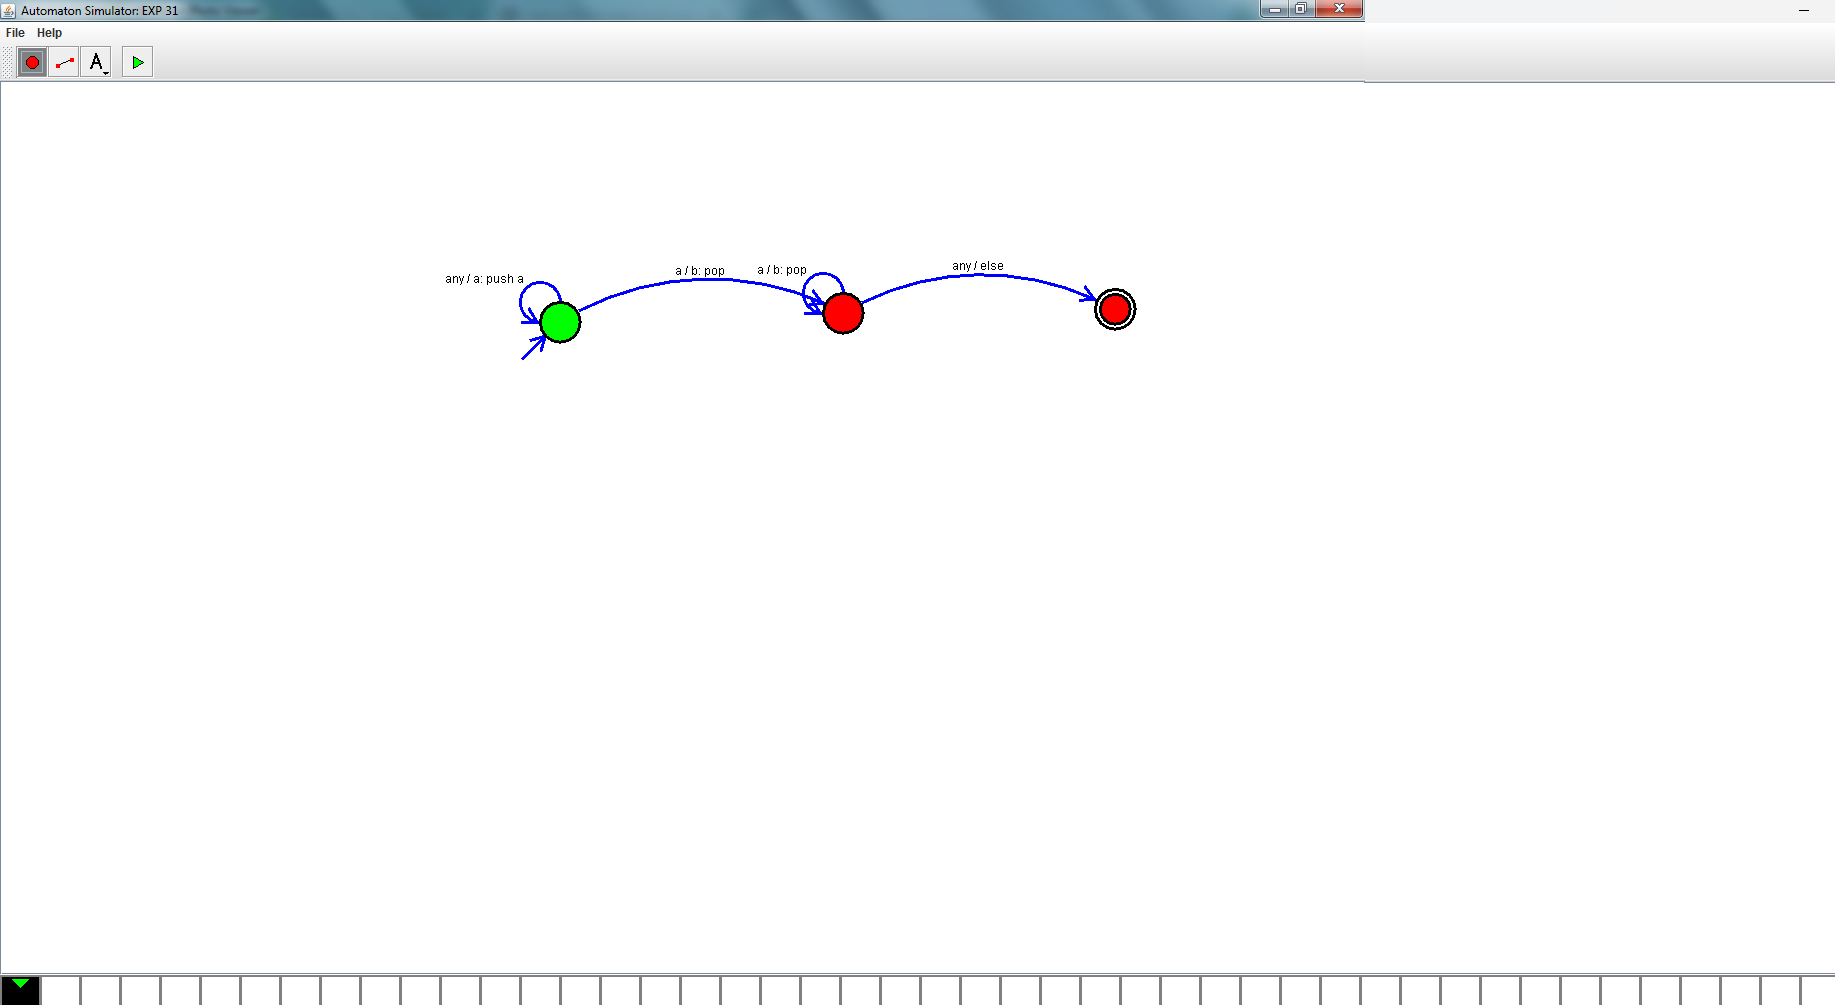 Automaton Simulator: EXP 31
File Help
A
any / a: push a
a / b: pop
a / b: pop
any / else